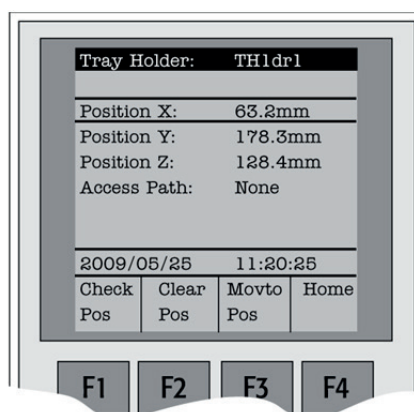 Tray Holder: TH1dr1
Position X: 63.2mm
Position Y: 178.3mm
Position Z: 128.4mm
Access Path: None
2009/05/25 11:20:25
Check Clear Movto Home
Pos Pos Pos
F1 F2 F3 F4